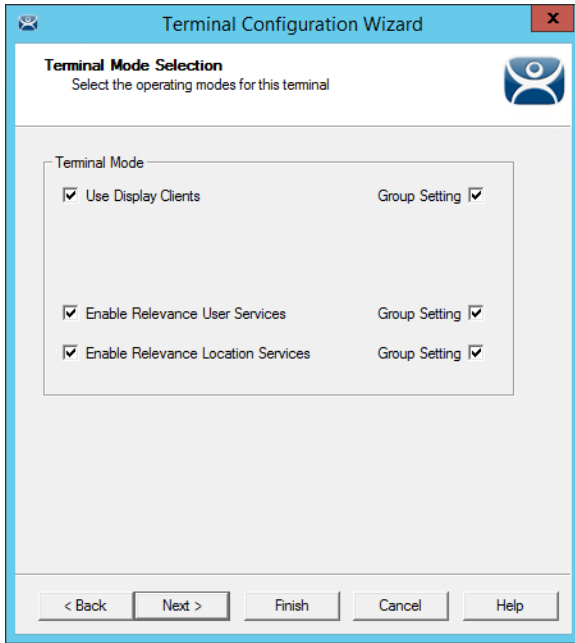 Terminal Configuration Wizard
x
Terminal Mode Selection
Select the operating modes for this terminal
Terminal Mode
Use Display Clients Group Setting
Enable Relevance User Services Group Setting
Enable Relevance Location Services Group Setting
< Back Next > Finish Cancel Help